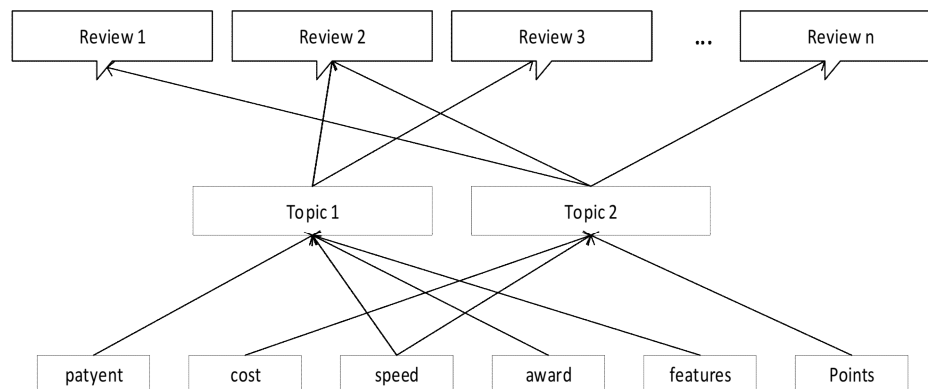 Review 1
Review 2
Review 3
...
Review n
Topic 1
Topic 2
patyent
cost
speed
award
features
Points